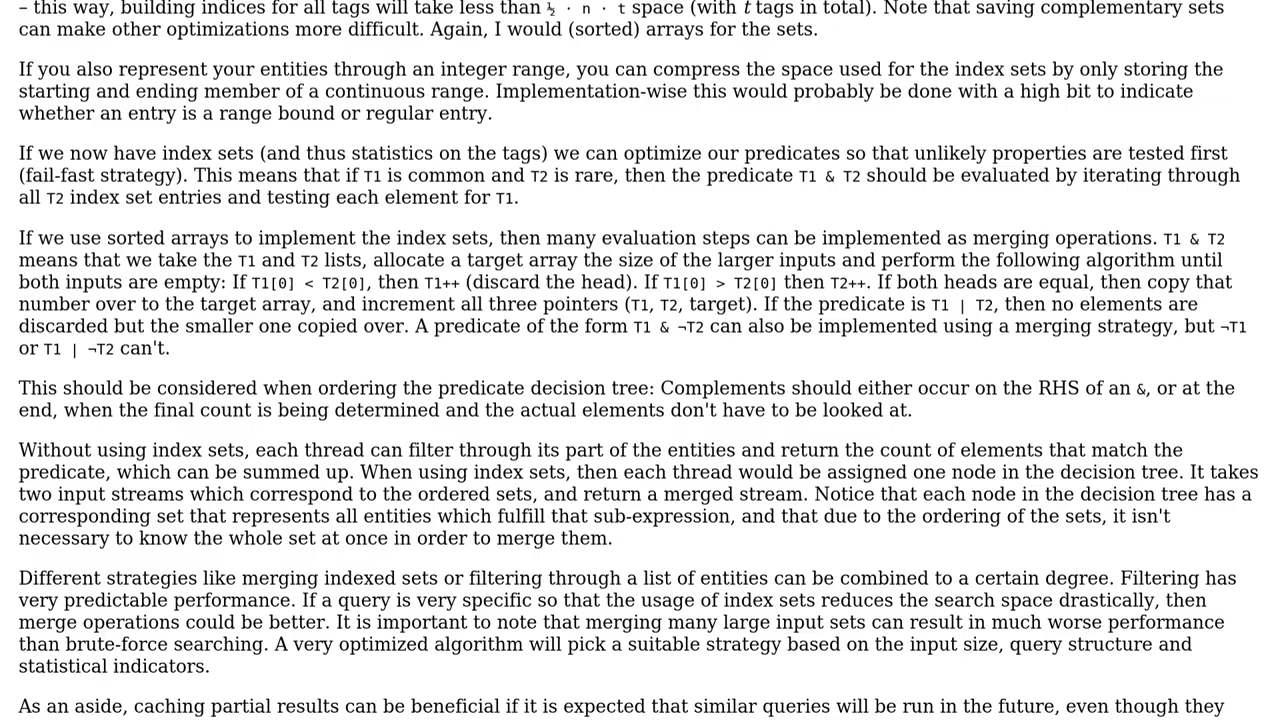 – this way, building indices for all tags will take less than ½ · n · t space (with t tags in total). Note that saving complementary sets
can make other optimizations more difficult. Again, I would (sorted) arrays for the sets.
If you also represent your entities through an integer range, you can compress the space used for the index sets by only storing the
starting and ending member of a continuous range. Implementation-wise this would probably be done with a high bit to indicate
whether an entry is a range bound or regular entry.
If we now have index sets (and thus statistics on the tags) we can optimize our predicates so that unlikely properties are tested first
(fail-fast strategy). This means that if T1 is common and T2 is rare, then the predicate T1 & T2 should be evaluated by iterating through
all T2 index set entries and testing each element for T1.
If we use sorted arrays to implement the index sets, then many evaluation steps can be implemented as merging operations. T1 & T2
means that we take the T1 and T2 lists, allocate a target array the size of the larger inputs and perform the following algorithm until
both inputs are empty: If T1[0] < T2[0], then T1++ (discard the head). If T1[0] > T2[0] then T2++. If both heads are equal, then copy that
number over to the target array, and increment all three pointers (T1, T2, target). If the predicate is T1 | T2, then no elements are
discarded but the smaller one copied over. A predicate of the form T1 & ¬T2 can also be implemented using a merging strategy, but ¬T1
or T1 | ¬T2 can't.
This should be considered when ordering the predicate decision tree: Complements should either occur on the RHS of an &, or at the
end, when the final count is being determined and the actual elements don't have to be looked at.
Without using index sets, each thread can filter through its part of the entities and return the count of elements that match the
predicate, which can be summed up. When using index sets, then each thread would be assigned one node in the decision tree. It takes
two input streams which correspond to the ordered sets, and return a merged stream. Notice that each node in the decision tree has a
corresponding set that represents all entities which fulfill that sub-expression, and that due to the ordering of the sets, it isn't
necessary to know the whole set at once in order to merge them.
Different strategies like merging indexed sets or filtering through a list of entities can be combined to a certain degree. Filtering has
very predictable performance. If a query is very specific so that the usage of index sets reduces the search space drastically, then
merge operations could be better. It is important to note that merging many large input sets can result in much worse performance
than brute-force searching. A very optimized algorithm will pick a suitable strategy based on the input size, query structure and
statistical indicators.
As an aside, caching partial results can be beneficial if it is expected that similar queries will be run in the future, even though they